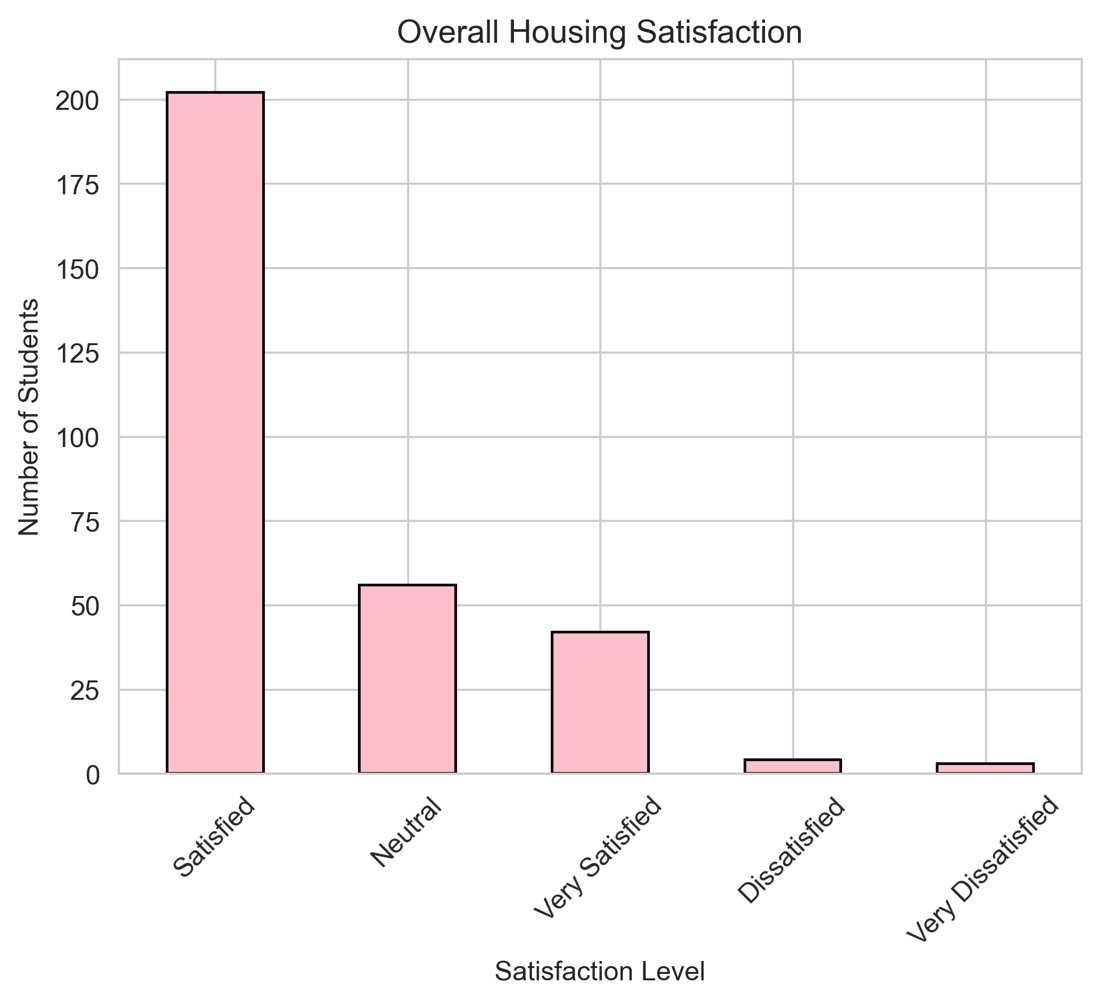 Overall Housing Satisfaction
200
175
150
125
100
75
50
25
0
Number of Students
Satisfied
Neutral
Very Satisfied
Dissatisfied
Very Dissatisfied
Satisfaction Level